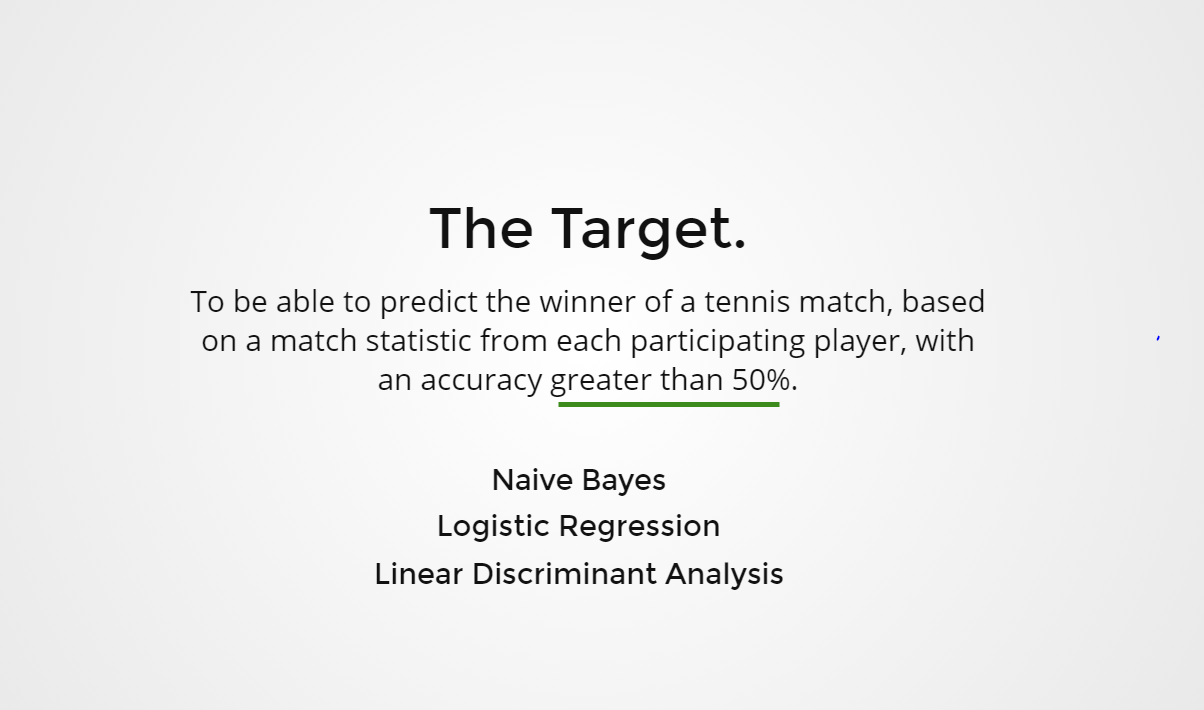 The Target.
To be able to predict the winner of a tennis match, based
on a match statistic from each participating player, with
an accuracy greater than 50%.
Naive Bayes
Logistic Regression
Linear Discriminant Analysis